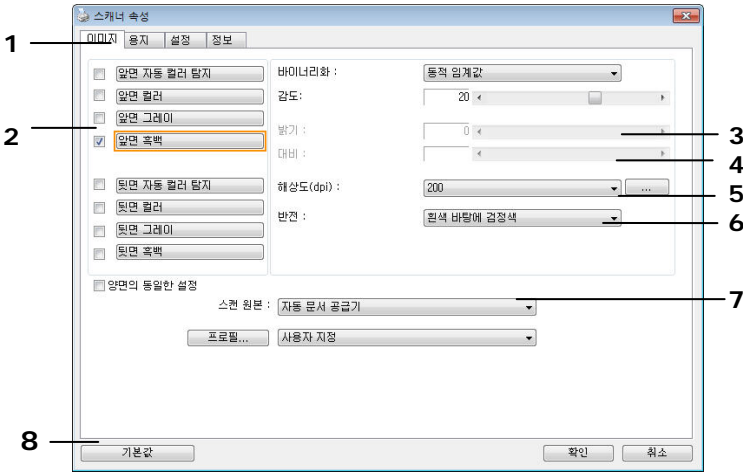 스캐너 속성
1
이미지 용지 설정 정보
2
앞면 자동 컬러 탐지
앞면 컬러
앞면 그레이
앞면 흑백
뒷면 자동 컬러 탐지
뒷면 컬러
뒷면 그레이
뒷면 흑백
바이너리화 : 동적 임계값
감도: 20
밝기 : 0
3
대비 :
4
해상도(dpi) : 200 ...
5
반전 : 흰색 바탕에 검정색
6
양면의 동일한 설정
스캔 원본 : 자동 문서 공급기
7
프로필... 사용자 지정
8
기본값 확인 취소